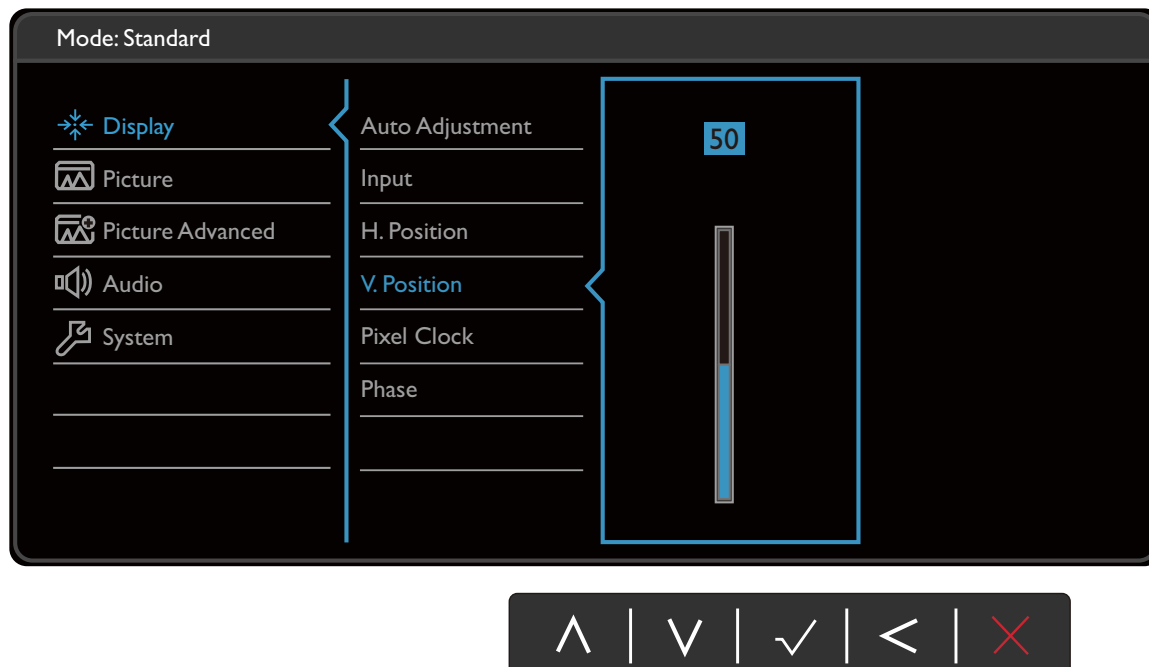 Mode: Standard
Display
Picture
Picture Advanced
Audio
System
Auto Adjustment
Input
H. Position
V. Position
Pixel Clock
Phase
50